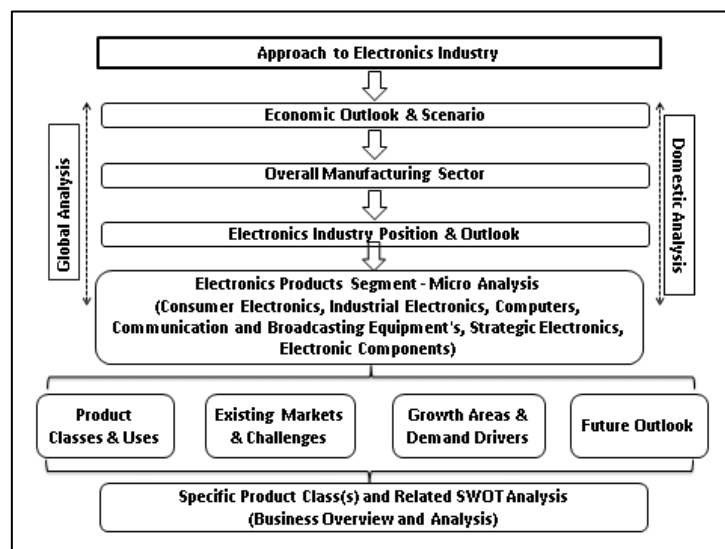 Approach to Electronics Industry
Economic Outlook & Scenario
Overall Manufacturing Sector
Electronics Industry Position & Outlook
Global Analysis
Domestic Analysis
Electronics Products Segment - Micro Analysis
(Consumer Electronics, Industrial Electronics, Computers,
Communication and Broadcasting Equipment's, Strategic Electronics,
Electronic Components)
Product
Classes & Uses
Existing Markets
& Challenges
Growth Areas &
Demand Drivers
Future Outlook
Specific Product Class(s) and Related SWOT Analysis
(Business Overview and Analysis)